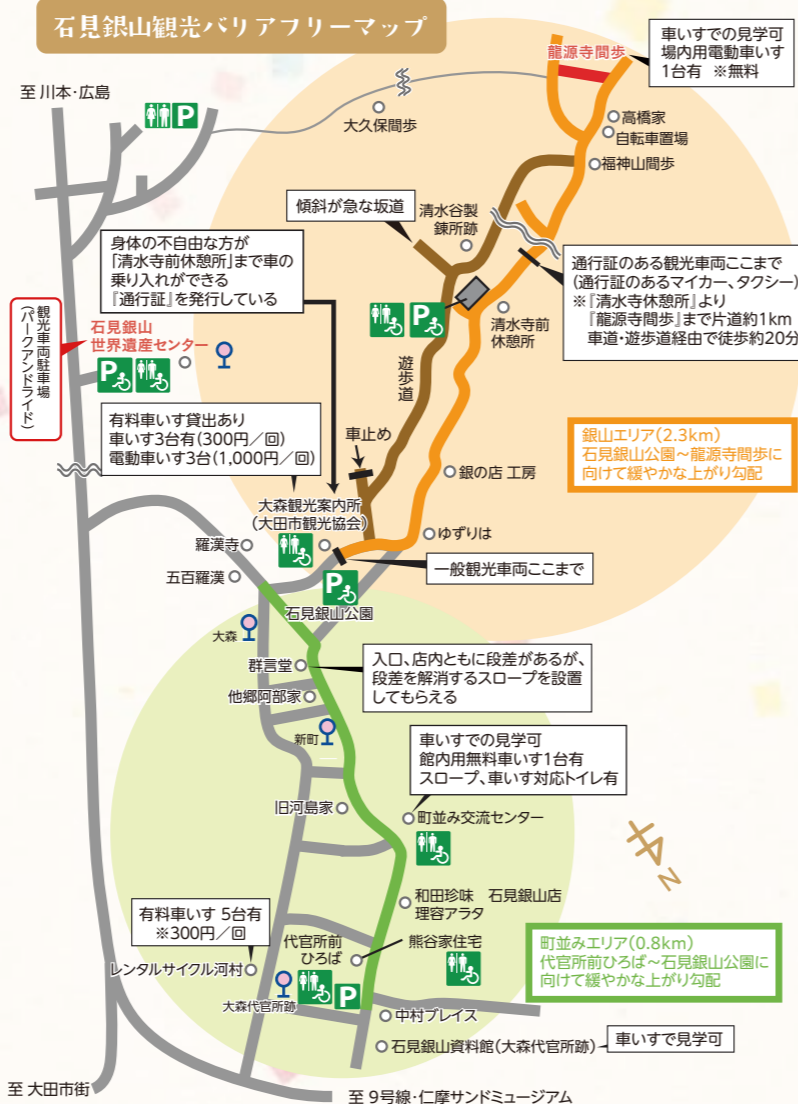 石見銀山観光バリアフリーマップ
龍源寺間歩
車いすでの見学可
場内用電動車いす
1台有 ※無料
至 川本・広島
P
大久保間歩
高橋家
自転車置場
福神山間歩
傾斜が急な坂道
清水谷製
錬所跡
身体の不自由な方が
「清水寺前休憩所」まで車の
乗り入れができる
『通行証』を発行している
通行証のある観光車両ここまで
(通行証のあるマイカー、タクシー)
※『清水寺休憩所』より
『龍源寺間歩』まで片道約1km
車道・遊歩道経由で徒歩約20分
観光車両駐車場
(パークアンドライド)
石見銀山
世界遺産センター
P
P
清水寺前
休憩所
遊歩道
有料車いす貸出あり
車いす3台有(300円/回)
電動車いす3台(1,000円/回)
車止め
銀山エリア(2.3km)
石見銀山公園~龍源寺間歩に
向けて緩やかな上がり勾配
銀の店 工房
大森観光案内所
(大田市観光協会)
ゆずりは
羅漢寺
一般観光車両ここまで
五百羅漢
P
石見銀山公園
大森
群言堂
入口、店内ともに段差があるが、
段差を解消するスロープを設置
してもらえる
他郷阿部家
新町
車いすでの見学可
館内用無料車いす1台有
スロープ、車いす対応トイレ有
旧河島家
町並み交流センター
N
和田珍味 石見銀山店
理容アラタ
有料車いす 5台有
※300円/回
代官所前
ひろば
熊谷家住宅
町並みエリア(0.8km)
代官所前ひろば~石見銀山公園に
向けて緩やかな上がり勾配
レンタルサイクル河村
P
大森代官所跡
中村ブレイス
石見銀山資料館(大森代官所跡)
車いすで見学可
至 大田市街
至 9号線・仁摩サンドミュージアム